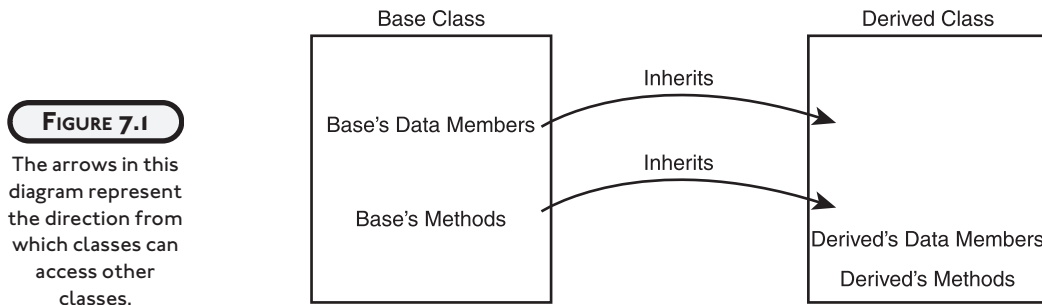 Base Class
Derived Class
Inherits
FIGURE 7.1
Base's Data Members
Inherits
The arrows in this
diagram represent
the direction from
which classes can
access other
classes.
Base's Methods
Derived's Data Members
Derived's Methods